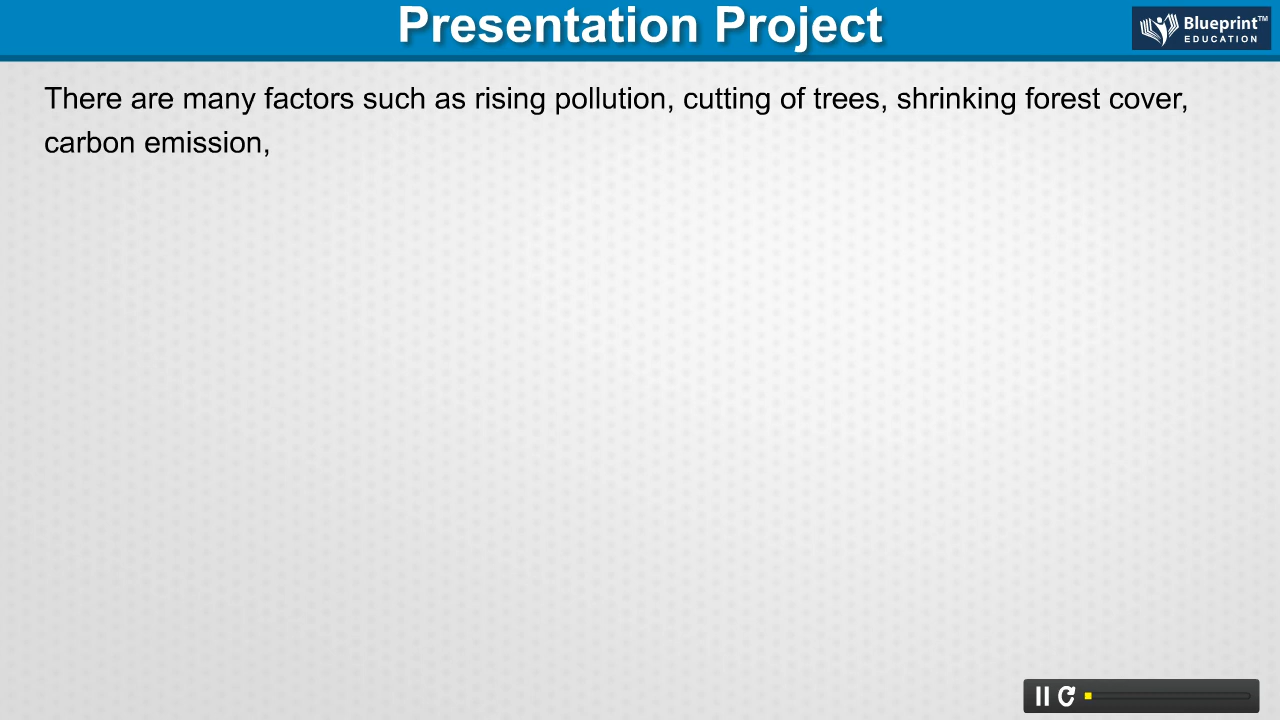 Presentation Project
Blueprint™
EDUCATION
There are many factors such as rising pollution, cutting of trees, shrinking forest cover,
carbon emission,